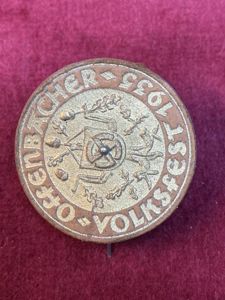 OFFENBACHER - VOLKSFEST 1935